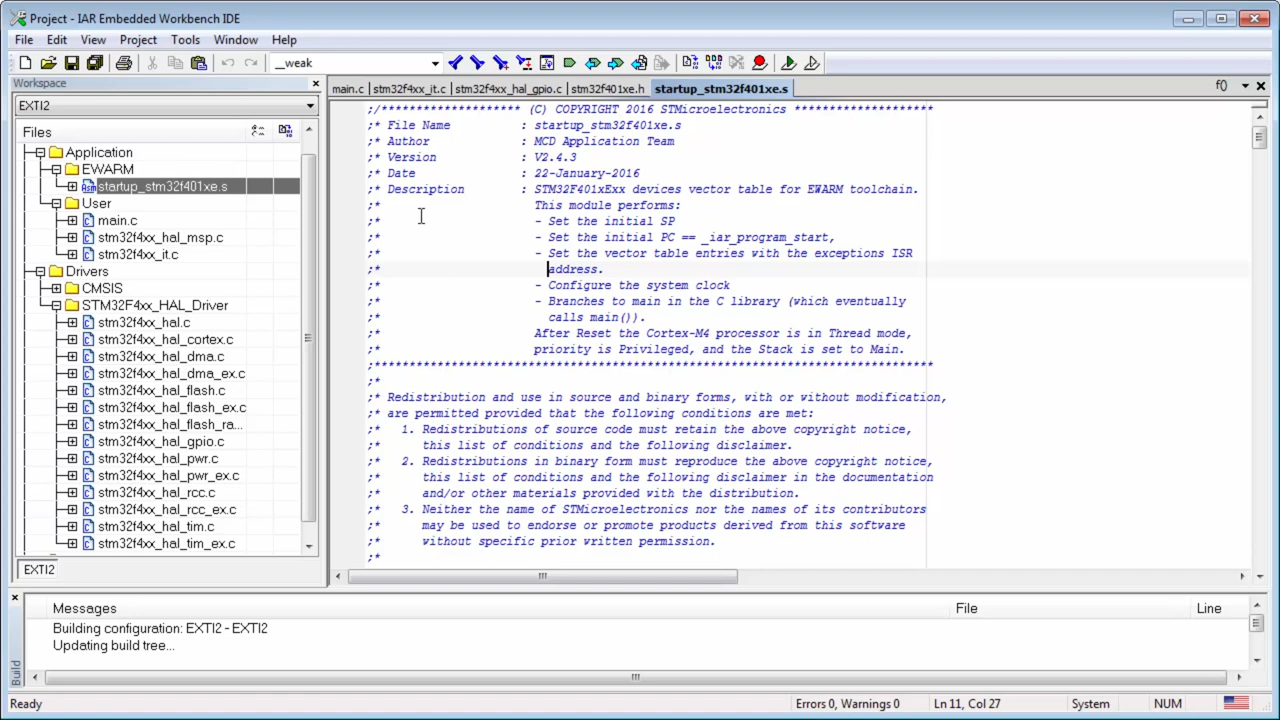 Project - IAR Embedded Workbench IDE
File Edit View Project Tools Window Help
__weak
Workspace
EXTI2
Files
Application
EWARM
startup_stm32f401xe.s
User
main.c
stm32f4xx_hal_msp.c
stm32f4xx_it.c
Drivers
CMSIS
STM32F4xx_HAL_Driver
stm32f4xx_hal.c
stm32f4xx_hal_cortex.c
stm32f4xx_hal_dma.c
stm32f4xx_hal_dma_ex.c
stm32f4xx_hal_flash.c
stm32f4xx_hal_flash_ex.c
stm32f4xx_hal_flash_ra...
stm32f4xx_hal_gpio.c
stm32f4xx_hal_pwr.c
stm32f4xx_hal_pwr_ex.c
stm32f4xx_hal_rcc.c
stm32f4xx_hal_rcc_ex.c
stm32f4xx_hal_tim.c
stm32f4xx_hal_tim_ex.c
EXTI2
main.c | stm32f4xx_it.c | stm32f4xx_hal_gpio.c | stm32f401xe.h startup_stm32f401xe.s f()
;/******************** (C) COPYRIGHT 2016 STMicroelectronics ********************
;* File Name : startup_stm32f401xe.s
;* Author : MCD Application Team
;* Version : V2.4.3
;* Date : 22-January-2016
;* Description : STM32F401xExx devices vector table for EWARM toolchain.
;* This module performs:
;* - Set the initial SP
;* - Set the initial PC == _iar_program_start,
;* - Set the vector table entries with the exceptions ISR
;* address.
;* - Configure the system clock
;* - Branches to main in the C library (which eventually
;* calls main()).
;* After Reset the Cortex-M4 processor is in Thread mode,
;* priority is Privileged, and the Stack is set to Main.
;********************************************************************************
;*
;* Redistribution and use in source and binary forms, with or without modification,
;* are permitted provided that the following conditions are met:
;* 1. Redistributions of source code must retain the above copyright notice,
;* this list of conditions and the following disclaimer.
;* 2. Redistributions in binary form must reproduce the above copyright notice,
;* this list of conditions and the following disclaimer in the documentation
;* and/or other materials provided with the distribution.
;* 3. Neither the name of STMicroelectronics nor the names of its contributors
;* may be used to endorse or promote products derived from this software
;* without specific prior written permission.
;*
Messages File Line
Building configuration: EXTI2 - EXTI2
Updating build tree...
Build
Ready Errors 0, Warnings 0 Ln 11, Col 27 System NUM